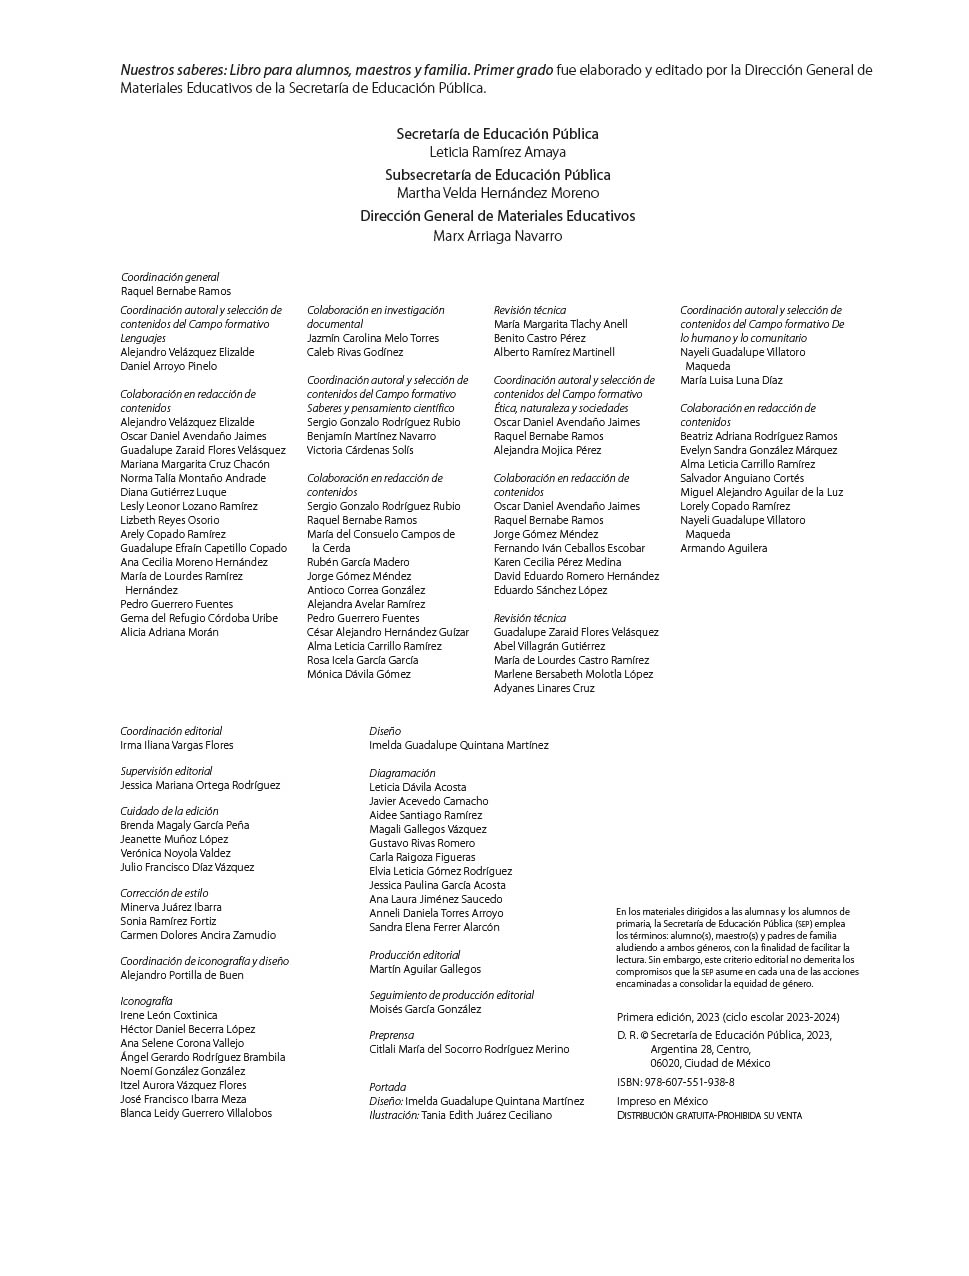 Nuestros saberes: Libro para alumnos, maestros y familia. Primer grado fue elaborado y editado por la Dirección General de
Materiales Educativos de la Secretaría de Educación Pública.
Secretaría de Educación Pública
Leticia Ramírez Amaya
Subsecretaría de Educación Pública
Martha Velda Hernández Moreno
Dirección General de Materiales Educativos
Marx Arriaga Navarro
Coordinación general
Raquel Bernabe Ramos
Coordinación autoral y selección de
contenidos del Campo formativo
Lenguajes
Alejandro Velázquez Elizalde
Daniel Arroyo Pinelo
Colaboración en redacción de
contenidos
Alejandro Velázquez Elizalde
Oscar Daniel Avendaño Jaimes
Guadalupe Zaraid Flores Velásquez
Mariana Margarita Cruz Chacón
Norma Talía Montaño Andrade
Diana Gutiérrez Luque
Lesly Leonor Lozano Ramírez
Lizbeth Reyes Osorio
Arely Copado Ramírez
Guadalupe Efraín Capetillo Copado
Ana Cecilia Moreno Hernández
María de Lourdes Ramírez
Hernández
Pedro Guerrero Fuentes
Gema del Refugio Córdoba Uribe
Alicia Adriana Morán
Colaboración en investigación
documental
Jazmín Carolina Melo Torres
Caleb Rivas Godínez
Coordinación autoral y selección de
contenidos del Campo formativo
Saberes y pensamiento científico
Sergio Gonzalo Rodríguez Rubio
Benjamín Martínez Navarro
Victoria Cárdenas Solís
Colaboración en redacción de
contenidos
Sergio Gonzalo Rodríguez Rubio
Raquel Bernabe Ramos
María del Consuelo Campos de
la Cerda
Rubén García Madero
Jorge Gómez Méndez
Antioco Correa González
Alejandra Avelar Ramírez
Pedro Guerrero Fuentes
César Alejandro Hernández Guízar
Alma Leticia Carrillo Ramírez
Rosa Icela García García
Mónica Dávila Gómez
Revisión técnica
María Margarita Tlachy Anell
Benito Castro Pérez
Alberto Ramírez Martinell
Coordinación autoral y selección de
contenidos del Campo formativo
Ética, naturaleza y sociedades
Oscar Daniel Avendaño Jaimes
Raquel Bernabe Ramos
Alejandra Mojica Pérez
Colaboración en redacción de
contenidos
Oscar Daniel Avendaño Jaimes
Raquel Bernabe Ramos
Jorge Gómez Méndez
Fernando Iván Ceballos Escobar
Karen Cecilia Pérez Medina
David Eduardo Romero Hernández
Eduardo Sánchez López
Revisión técnica
Guadalupe Zaraid Flores Velásquez
Abel Villagrán Gutiérrez
María de Lourdes Castro Ramírez
Marlene Bersabeth Molotla López
Adyanes Linares Cruz
Coordinación autoral y selección de
contenidos del Campo formativo De
lo humano y lo comunitario
Nayeli Guadalupe Villatoro
Maqueda
María Luisa Luna Díaz
Colaboración en redacción de
contenidos
Beatriz Adriana Rodríguez Ramos
Evelyn Sandra González Márquez
Alma Leticia Carrillo Ramírez
Salvador Anguiano Cortés
Miguel Alejandro Aguilar de la Luz
Lorely Copado Ramírez
Nayeli Guadalupe Villatoro
Maqueda
Armando Aguilera
Coordinación editorial
Irma Iliana Vargas Flores
Supervisión editorial
Jessica Mariana Ortega Rodríguez
Cuidado de la edición
Brenda Magaly García Peña
Jeanette Muñoz López
Verónica Noyola Valdez
Julio Francisco Díaz Vázquez
Corrección de estilo
Minerva Juárez Ibarra
Sonia Ramírez Fortiz
Carmen Dolores Ancira Zamudio
Coordinación de iconografía y diseño
Alejandro Portilla de Buen
Iconografía
Irene León Coxtinica
Héctor Daniel Becerra López
Ana Selene Corona Vallejo
Ángel Gerardo Rodríguez Brambila
Noemí González González
Itzel Aurora Vázquez Flores
José Francisco Ibarra Meza
Blanca Leidy Guerrero Villalobos
Diseño
Imelda Guadalupe Quintana Martínez
Diagramación
Leticia Dávila Acosta
Javier Acevedo Camacho
Aidee Santiago Ramírez
Magali Gallegos Vázquez
Gustavo Rivas Romero
Carla Raigoza Figueras
Elvia Leticia Gómez Rodríguez
Jessica Paulina García Acosta
Ana Laura Jiménez Saucedo
Anneli Daniela Torres Arroyo
Sandra Elena Ferrer Alarcón
Producción editorial
Martín Aguilar Gallegos
Seguimiento de producción editorial
Moisés García González
Preprensa
Citlali María del Socorro Rodríguez Merino
Portada
Diseño: Imelda Guadalupe Quintana Martínez
Ilustración: Tania Edith Juárez Ceciliano
En los materiales dirigidos a las alumnas y los alumnos de
primaria, la Secretaría de Educación Pública (SEP) emplea
los términos: alumno(s), maestro(s) y padres de familia
aludiendo a ambos géneros, con la finalidad de facilitar la
lectura. Sin embargo, este criterio editorial no demerita los
compromisos que la SEP asume en cada una de las acciones
encaminadas a consolidar la equidad de género.
Primera edición, 2023 (ciclo escolar 2023-2024)
D. R. © Secretaría de Educación Pública, 2023,
Argentina 28, Centro,
06020, Ciudad de México
ISBN: 978-607-551-938-8
Impreso en México
DISTRIBUCIÓN GRATUITA-PROHIBIDA SU VENTA